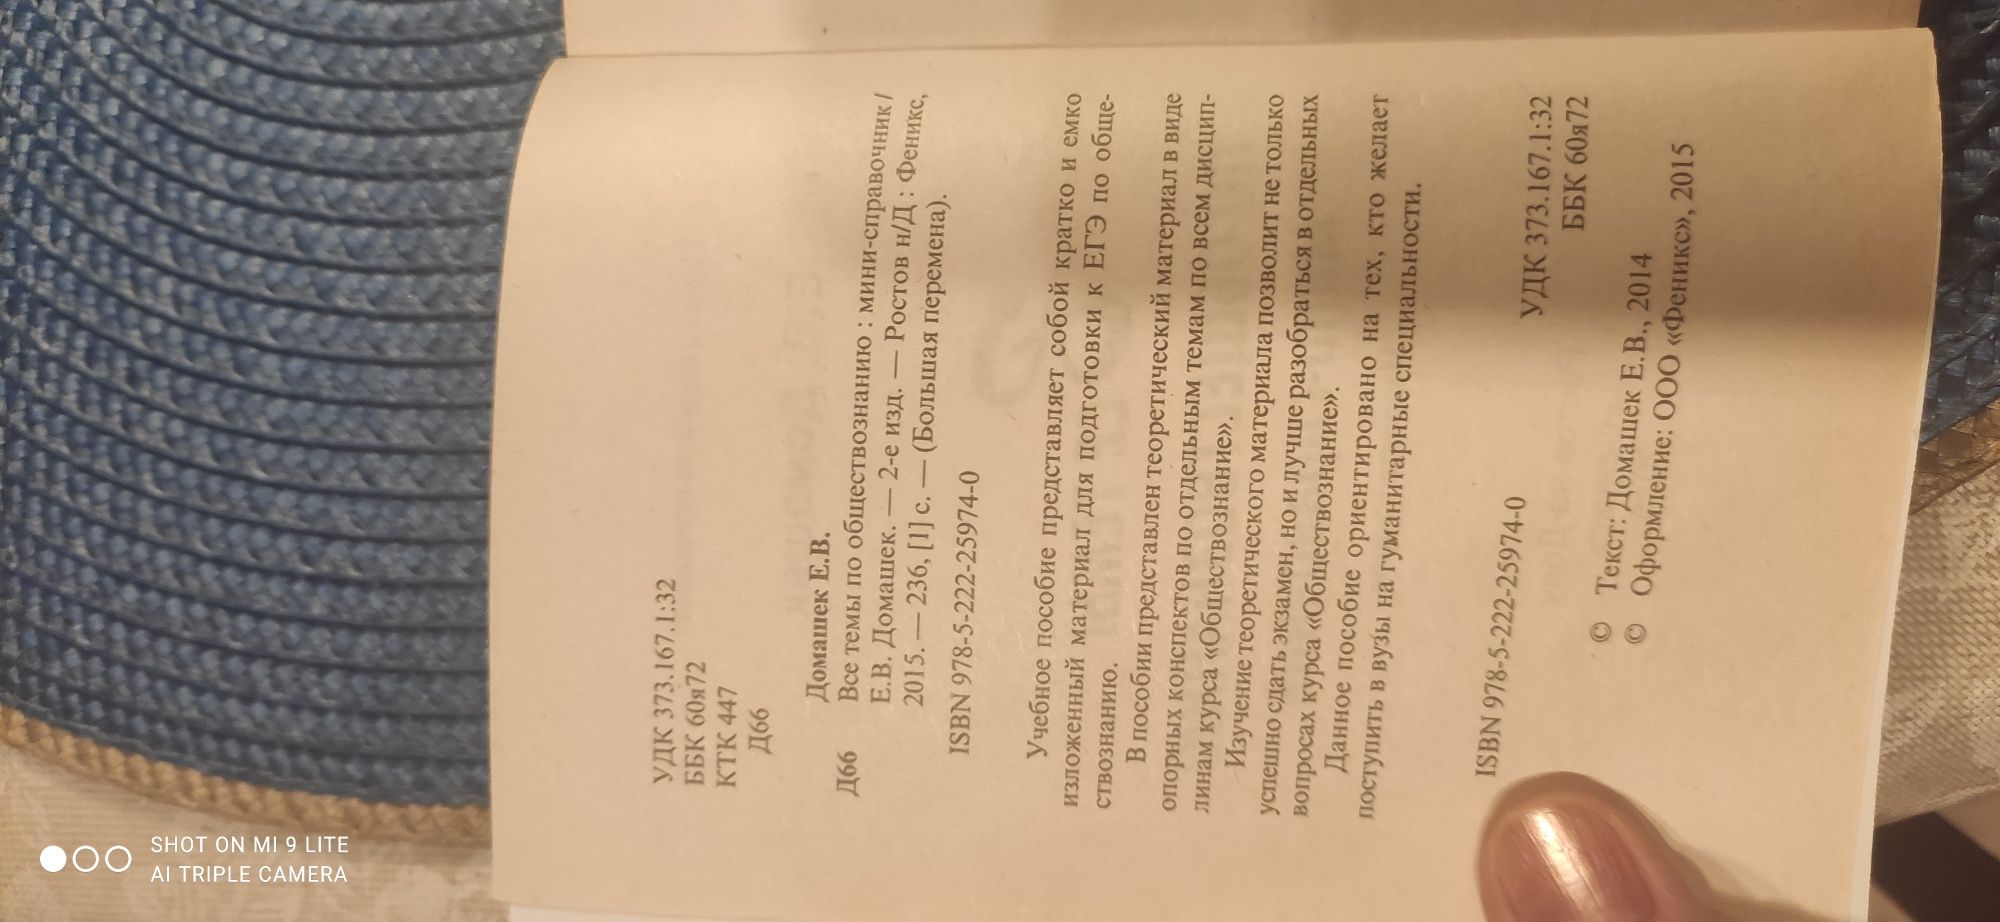 УДК 373.167.1:32
ББК 60я72
КТК 447
Д66
Домашек Е.В.
Д66 Все темы по обществознанию : мини-справочник /
Е.В. Домашек. — 2-е изд. — Ростов н/Д : Феникс,
2015. — 236, [1] с. — (Большая перемена).
ISBN 978-5-222-25974-0
Учебное пособие представляет собой кратко и емко
изложенный материал для подготовки к ЕГЭ по обще-
ствознанию.
В пособии представлен теоретический материал в виде
опорных конспектов по отдельным темам по всем дисцип-
линам курса «Обществознание».
Изучение теоретического материала позволит не только
успешно сдать экзамен, но и лучше разобраться в отдельных
вопросах курса «Обществознание».
Данное пособие ориентировано на тех, кто желает
поступить в вузы на гуманитарные специальности.
УДК 373.167.1:32
ISBN 978-5-222-25974-0 ББК 60я72
© Текст: Домашек Е.В., 2014
© Оформление: ООО «Феникс», 2015
SHOT ON MI 9 LITE
AI TRIPLE CAMERA